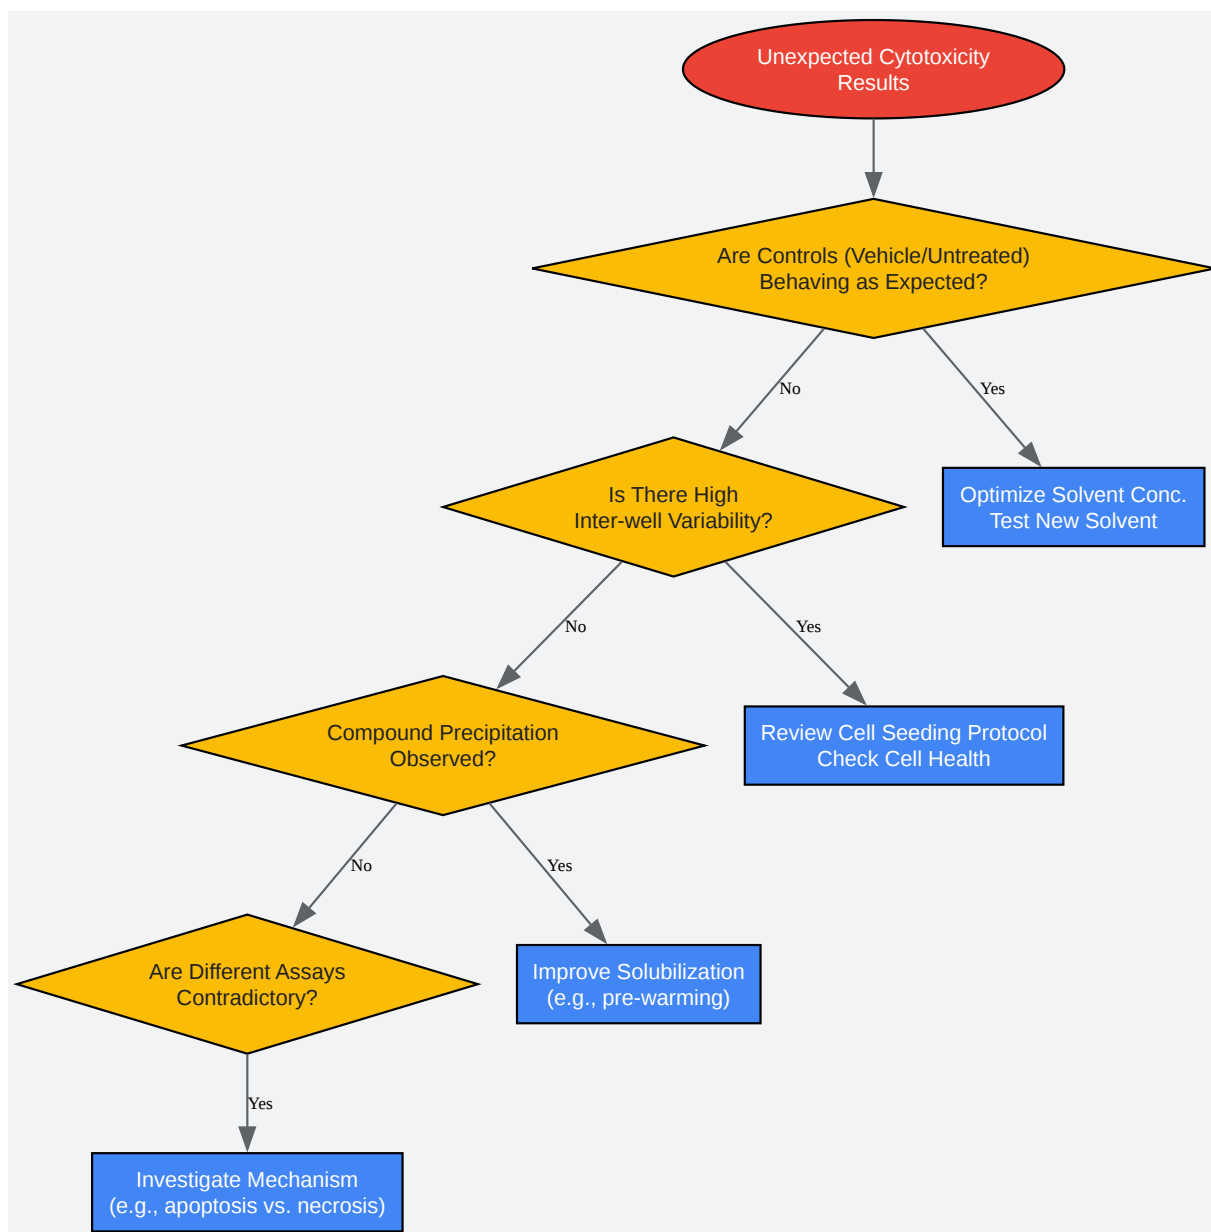 Unexpected Cytotoxicity
Results
Are Controls (Vehicle/Untreated)
Behaving as Expected?
No
Yes
Is There High
Inter-well Variability?
Optimize Solvent Conc.
Test New Solvent
No
Yes
Compound Precipitation
Observed?
Review Cell Seeding Protocol
Check Cell Health
No
Yes
Are Different Assays
Contradictory?
Improve Solubilization
(e.g., pre-warming)
Yes
Investigate Mechanism
(e.g., apoptosis vs. necrosis)